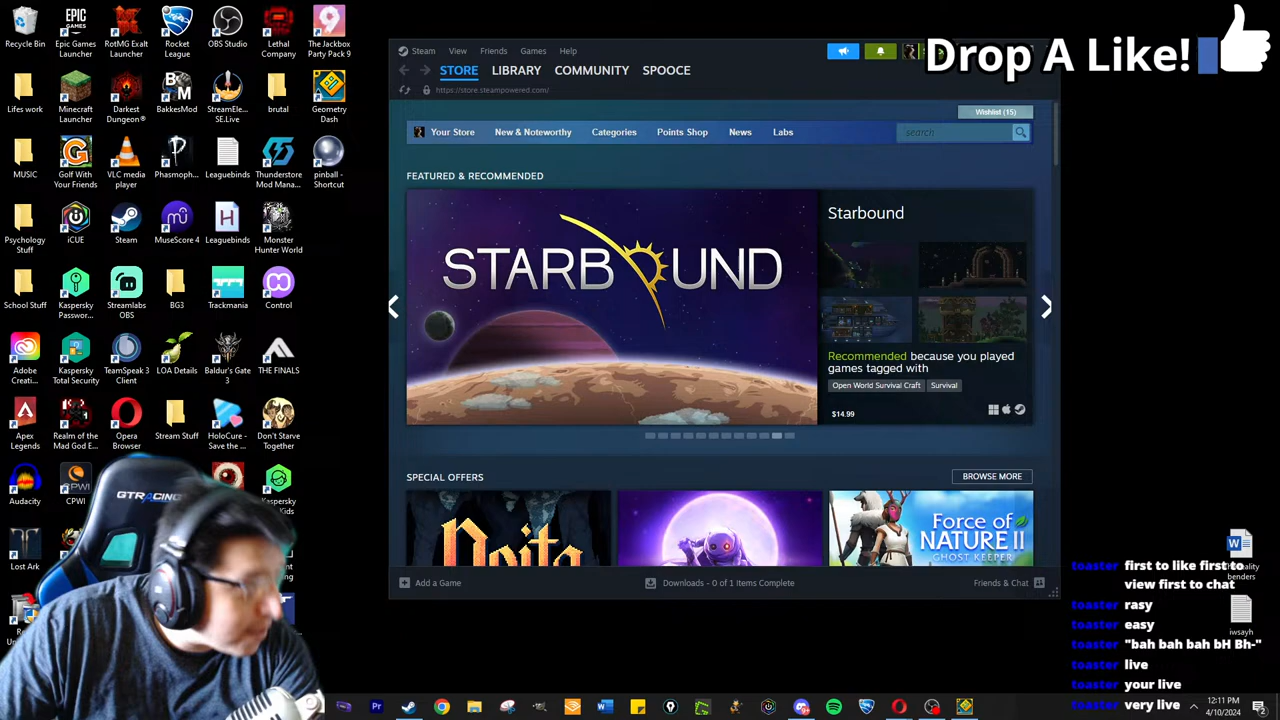 Recycle Bin
Epic Games Launcher
RotMG Exalt Launcher
Rocket League
OBS Studio
Lethal Company
The Jackbox Party Pack 9
Lifes work
Minecraft Launcher
Darkest Dungeon®
BakkesMod
StreamEle... SE.Live
brutal
Geometry Dash
MUSIC
Golf With Your Friends
VLC media player
Phasmoph...
Leaguebinds
Thunderstore Mod Mana...
pinball - Shortcut
Psychology Stuff
iCUE
Steam
MuseScore 4
Leaguebinds
Monster Hunter World
School Stuff
Kaspersky Passwor...
Streamlabs OBS
BG3
Trackmania
Control
Adobe Creati...
Kaspersky Total Security
TeamSpeak 3 Client
LOA Details
Baldur's Gate 3
THE FINALS
Apex Legends
Realm of the Mad God E...
Opera Browser
Stream Stuff
HoloCure - Save the ...
Don't Starve Together
Audacity
CPWI
Kaspersky
Lost Ark
GTRACING
Steam View Friends Games Help
STORE LIBRARY COMMUNITY SPOOCE
https://store.steampowered.com/
Wishlist (15)
Your Store New & Noteworthy Categories Points Shop News Labs search
FEATURED & RECOMMENDED
STARBOUND
Starbound
Recommended because you played
games tagged with
Open World Survival Craft Survival
$14.99
SPECIAL OFFERS
BROWSE MORE
Noita
Force of
NATURE II
GHOST KEEPER
Add a Game Downloads - 0 of 1 Items Complete Friends & Chat
Drop A Like!
toaster first to like first to
view first to chat
toaster rasy
toaster easy
toaster "bah bah bah bH Bh-"
toaster live
toaster your live
toaster very live
benders
iwsayh
12:11 PM
4/10/2024